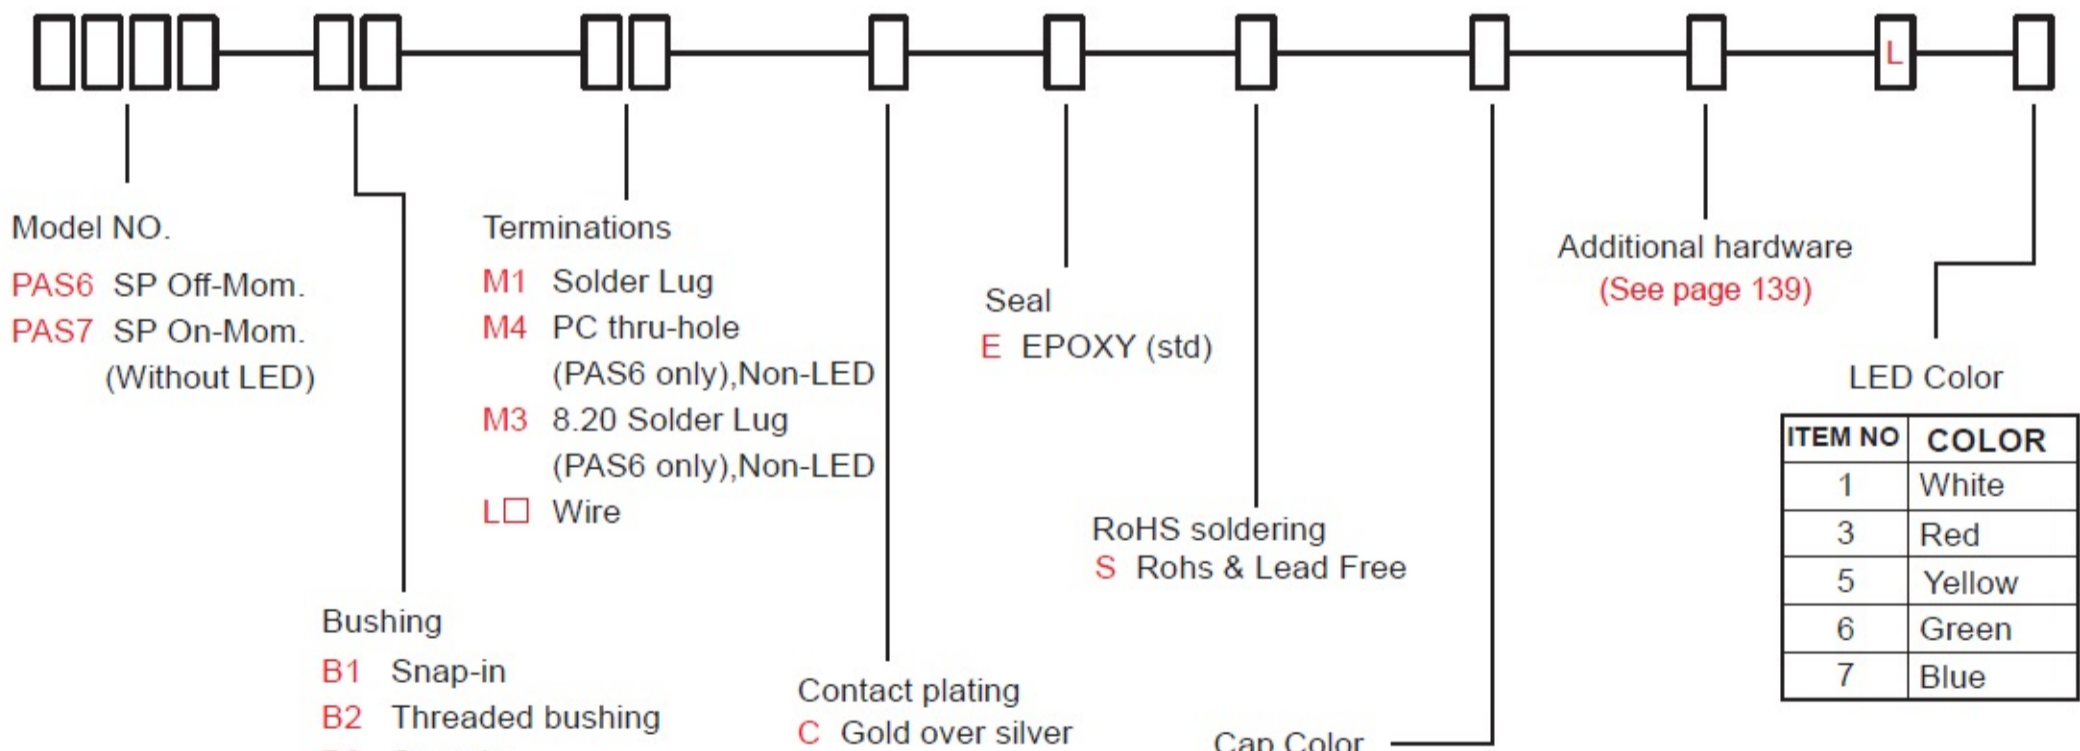 L
Model NO.
PAS6 SP Off-Mom.
PAS7 SP On-Mom.
(Without LED)
Terminations
M1 Solder Lug
M4 PC thru-hole
(PAS6 only),Non-LED
M3 8.20 Solder Lug
(PAS6 only),Non-LED
L□ Wire
Seal
E EPOXY (std)
Additional hardware
(See page 139)
LED Color
ITEM NO COLOR
1 White
3 Red
5 Yellow
6 Green
7 Blue
RoHS soldering
S Rohs & Lead Free
Bushing
B1 Snap-in
B2 Threaded bushing
Contact plating
C Gold over silver
Cap Color